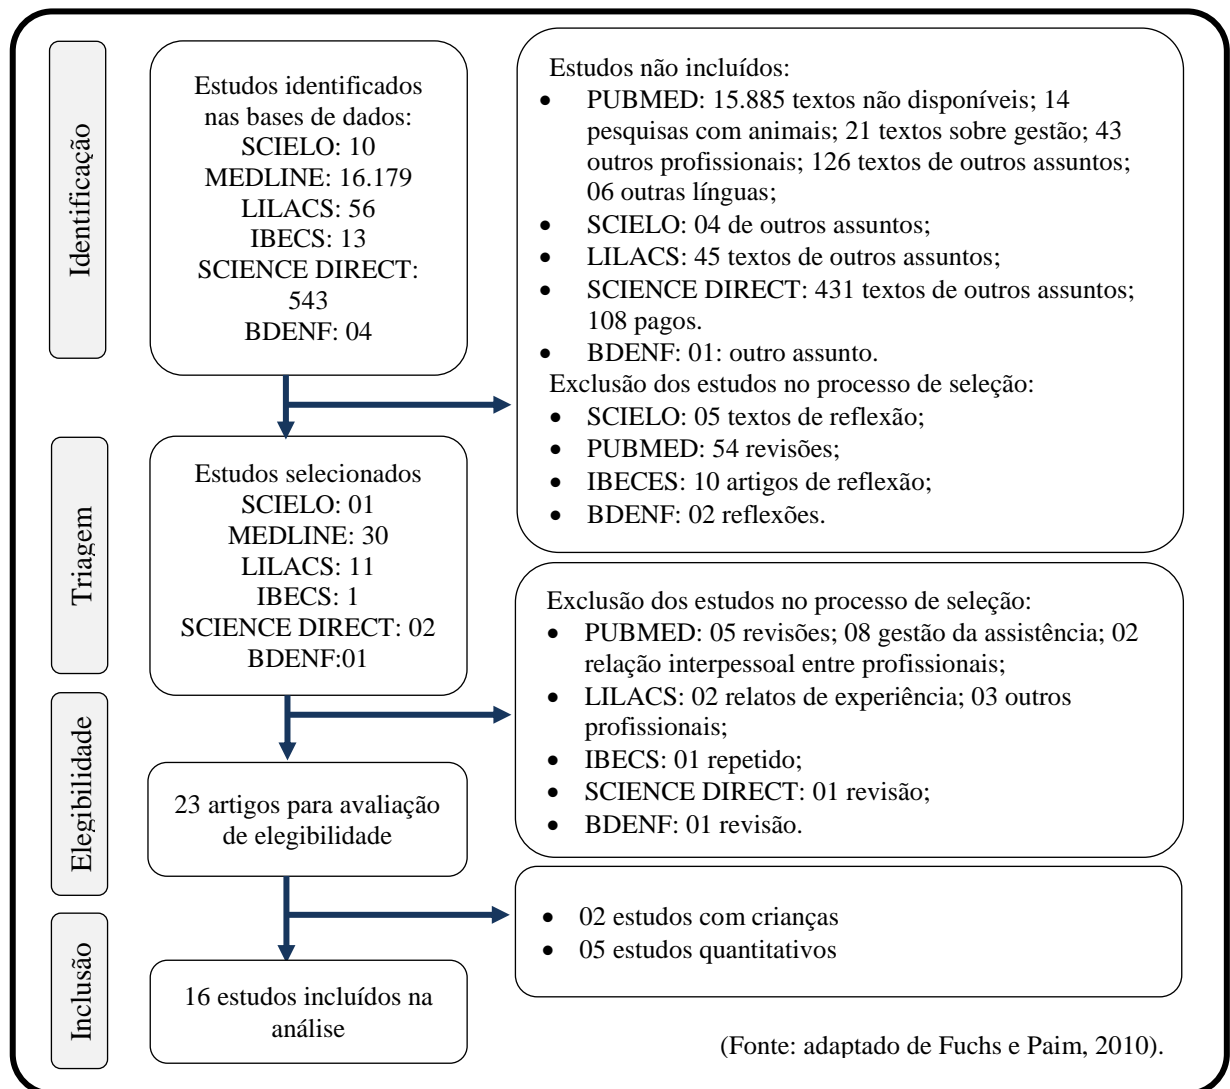 Identificação
Estudos identificados
nas bases de dados:
SCIELO: 10
MEDLINE: 16.179
LILACS: 56
IBECS: 13
SCIENCE DIRECT:
543
BDENF: 04
Estudos não incluídos:
• PUBMED: 15.885 textos não disponíveis; 14
pesquisas com animais; 21 textos sobre gestão; 43
outros profissionais; 126 textos de outros assuntos;
06 outras línguas;
• SCIELO: 04 de outros assuntos;
• LILACS: 45 textos de outros assuntos;
• SCIENCE DIRECT: 431 textos de outros assuntos;
108 pagos.
• BDENF: 01: outro assunto.
Exclusão dos estudos no processo de seleção:
• SCIELO: 05 textos de reflexão;
• PUBMED: 54 revisões;
• IBECES: 10 artigos de reflexão;
• BDENF: 02 reflexões.
Triagem
Estudos selecionados
SCIELO: 01
MEDLINE: 30
LILACS: 11
IBECS: 1
SCIENCE DIRECT: 02
BDENF:01
Exclusão dos estudos no processo de seleção:
• PUBMED: 05 revisões; 08 gestão da assistência; 02
relação interpessoal entre profissionais;
• LILACS: 02 relatos de experiência; 03 outros
profissionais;
• IBECS: 01 repetido;
• SCIENCE DIRECT: 01 revisão;
• BDENF: 01 revisão.
Elegibilidade
23 artigos para avaliação
de elegibilidade
• 02 estudos com crianças
• 05 estudos quantitativos
Inclusão
16 estudos incluídos na
análise
(Fonte: adaptado de Fuchs e Paim, 2010).